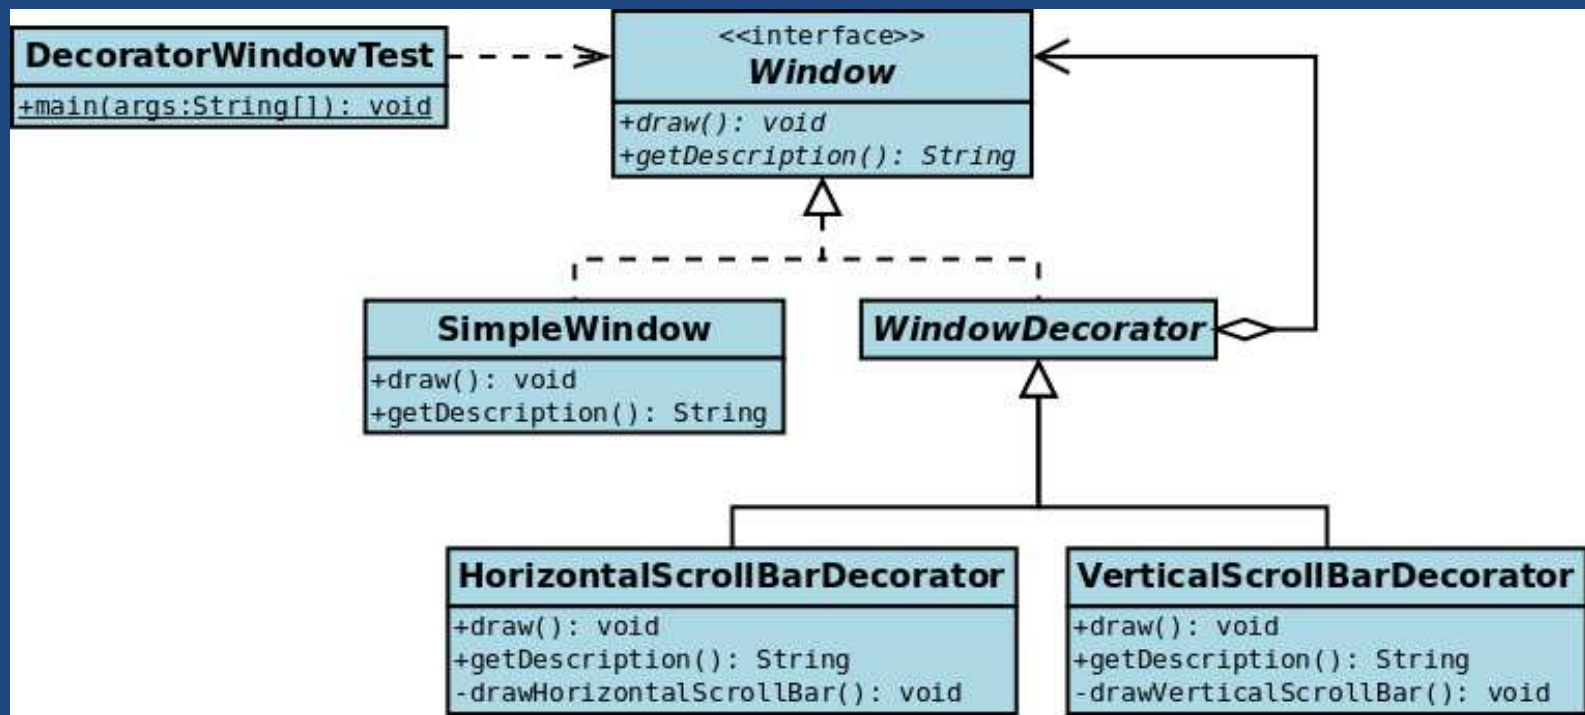 DecoratorWindowTest
+main(args:String[]): void
<<interface>>
Window
+draw(): void
+getDescription(): String
SimpleWindow
+draw(): void
+getDescription(): String
WindowDecorator
HorizontalScrollBarDecorator
+draw(): void
+getDescription(): String
-drawHorizontalScrollBar(): void
VerticalScrollBarDecorator
+draw(): void
+getDescription(): String
-drawVerticalScrollBar(): void